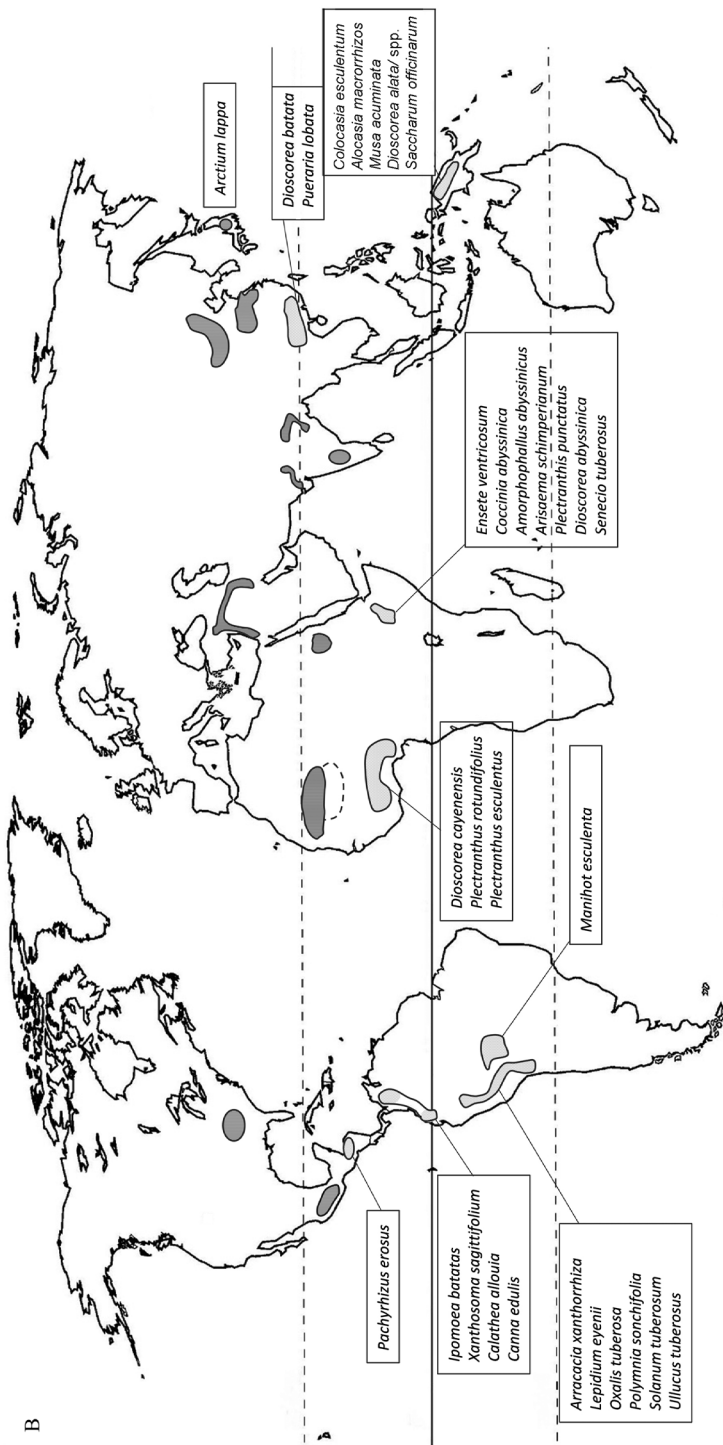 B
Arctium lappa
Dioscorea batata
Pueraria lobata
Colocasia esculentum
Alocasia macrorrhizos
Musa acuminata
Dioscorea alata/ spp.
Saccharum officinarum
Ensete ventricosum
Coccinia abyssinica
Amorphophallus abyssinicus
Arisaema schimperianum
Plectranthis punctatus
Dioscorea abyssinica
Senecio tuberosus
Dioscorea cayenensis
Plectranthus rotundifolius
Plectranthus esculentus
Manihot esculenta
Pachyrhizus erosus
Ipomoea batatas
Xanthosoma sagittifolium
Calathea allouia
Canna edulis
Arracacia xanthorrhiza
Lepidium eyenii
Oxalis tuberosa
Polymnia sonchifolia
Solanum tuberosum
Ullucus tuberosus